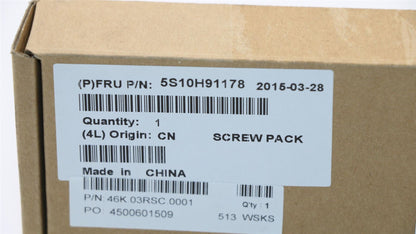 (P)FRU P/N: 5S10H91178 2015-03-28
Quantity: 1
(4L) Origin: CN SCREW PACK
Made in CHINA
P/N:46K.03RSC.0001 Q'ty : 1
PO: 4500601509 513 WSKS